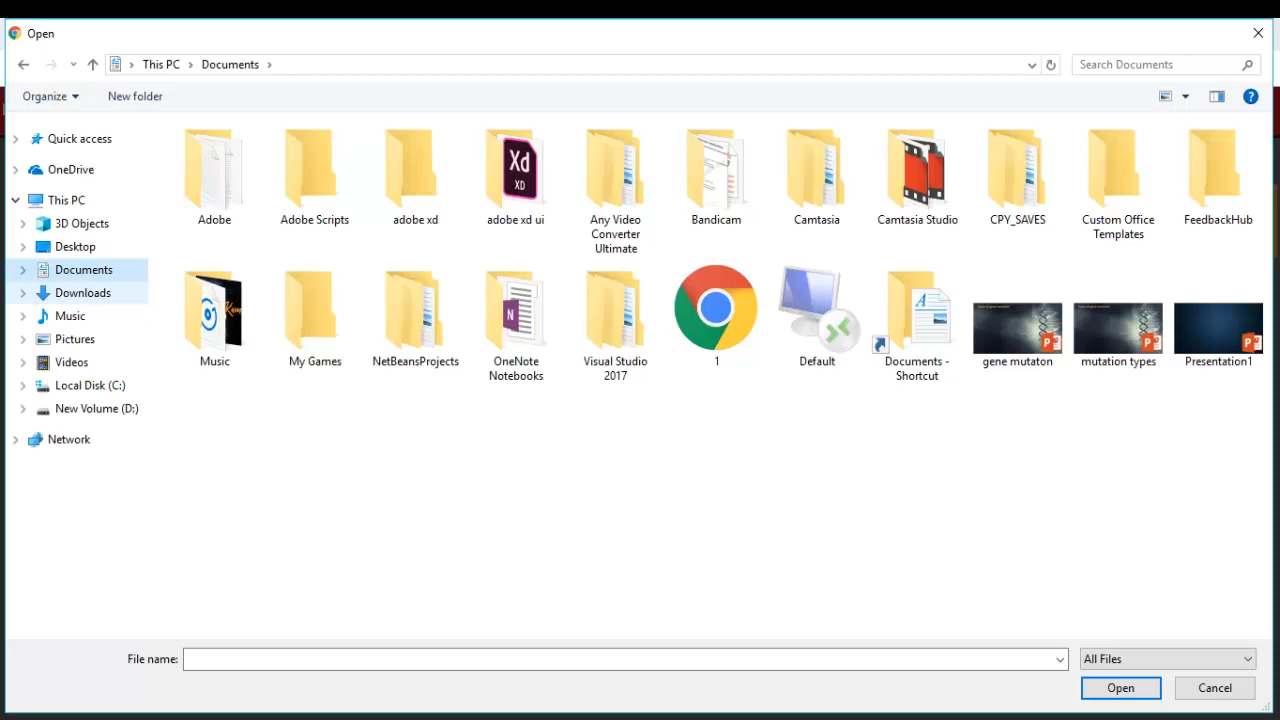 Open
This PC
Documents
Search Documents
Organize
New folder
Quick access
OneDrive
This PC
3D Objects
Desktop
Documents
Downloads
Music
Pictures
Videos
Local Disk (C:)
New Volume (D:)
Network
Adobe
Adobe Scripts
adobe xd
Xd
XD
adobe xd ui
Any Video
Converter
Ultimate
Bandicam
Camtasia
Camtasia Studio
CPY_SAVES
Custom Office
Templates
FeedbackHub
Music
My Games
NetBeansProjects
N
OneNote
Notebooks
Visual Studio
2017
1
Default
A
Documents -
Shortcut
P
gene mutaton
P
mutation types
P
Presentation1
File name:
All Files
Open
Cancel